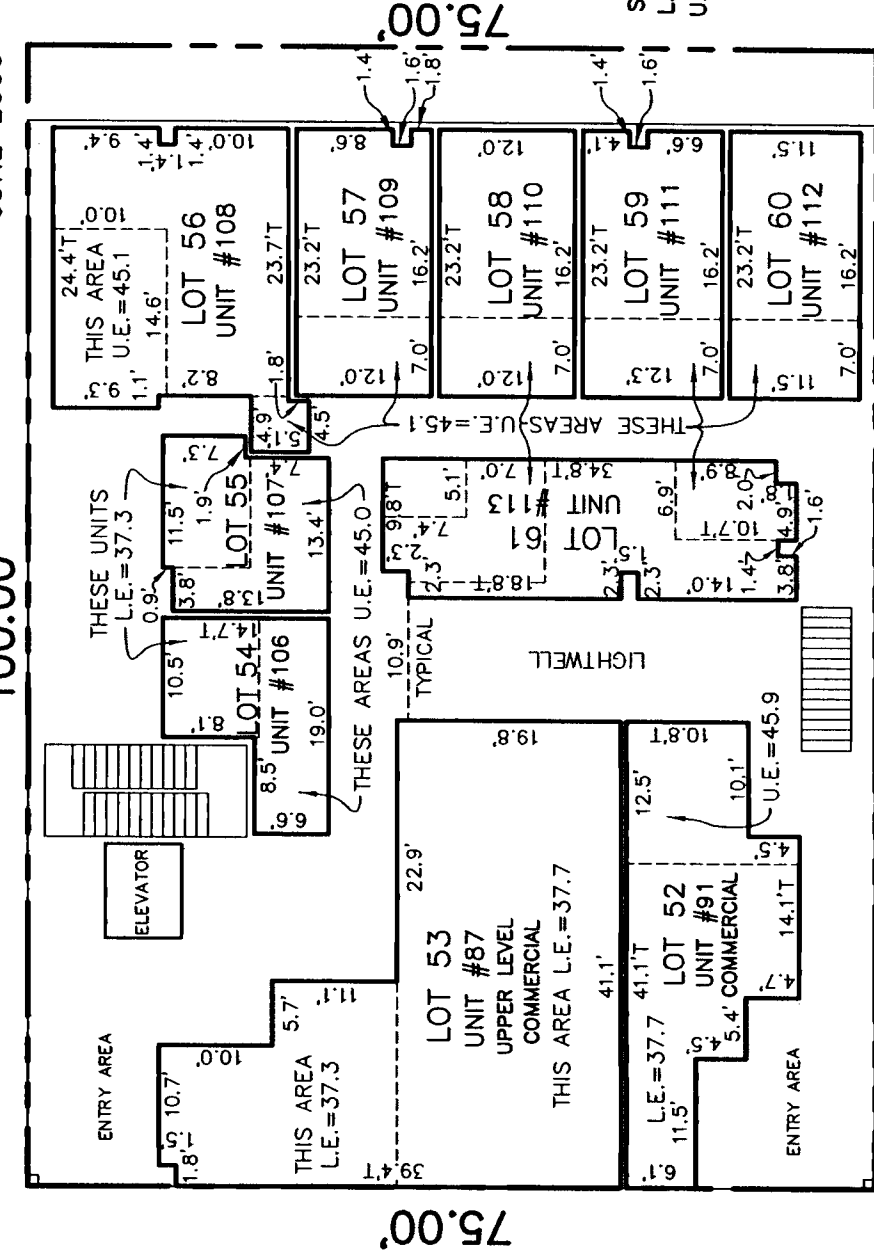 100.00'
75.00'
75.00'
ENTRY AREA
ELEVATOR
1.8'
1.5'
10.7'
10.0'
5.7'
11.1'
THIS AREA
L.E.=37.3
39.4'T
22.9'
19.8'
LOT 53
UNIT #87
UPPER LEVEL
COMMERCIAL
THIS AREA L.E.=37.7
41.1'
41.1'T
LOT 52
UNIT #91
COMMERCIAL
L.E.=37.7
6.1'
11.5'
4.5'
5.4'
4.7'
14.1'T
4.5'
10.1'
10.8'T
12.5'
U.E.=45.9
ENTRY AREA
THESE UNITS
L.E.=37.3
10.5'
14.7'T
8.1'
LOT 54
UNIT #106
8.5'
6.6'
19.0'
0.9'
3.8'
11.5'
7.3'
1.9'
LOT 55
UNIT #107
7.4'
13.4'
13.8'
THESE AREAS U.E.=45.0
10.9'
TYPICAL
LIGHTWELL
24.4'T
THIS AREA
U.E.=45.1
9.3'
14.6'
10.0'
1.1'
8.2'
9.4'
1.4'
1.4'
1.4'
10.0'
LOT 56
UNIT #108
23.7'T
1.8'
4.9'
5.1'
4.5'
23.2'T
LOT 57
UNIT #109
12.0'
16.2'
7.0'
8.6'
1.4'
1.6'
1.8'
23.2'T
LOT 58
UNIT #110
12.0'
12.0'
16.2'
7.0'
23.2'T
LOT 59
UNIT #111
12.3'
16.2'
7.0'
4.1'
6.6'
1.4'
1.6'
23.2'T
LOT 60
UNIT #112
11.5'
11.5'
16.2'
7.0'
THESE AREAS U.E.=45.1
9.8'T
5.1'
7.0'
7.4'
2.3'
2.3'
18.8'T
LOT 61
UNIT #113
34.8'T
2.3'
1.5'
2.3'
14.0'
6.9'
10.7'T
8.9'
2.0'
4.9'
1.4'
3.8'
1.6'